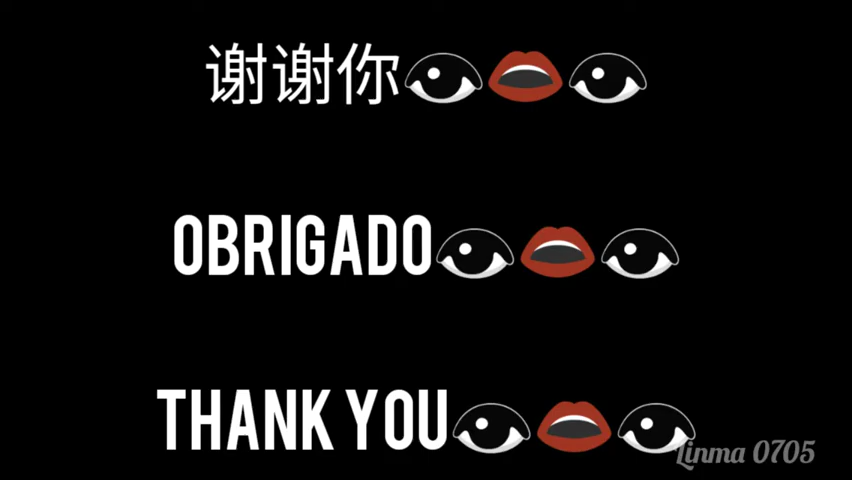 谢谢你👁👄👁
OBRIGADO👁👄👁
THANK YOU👁👄👁
Linma 0705